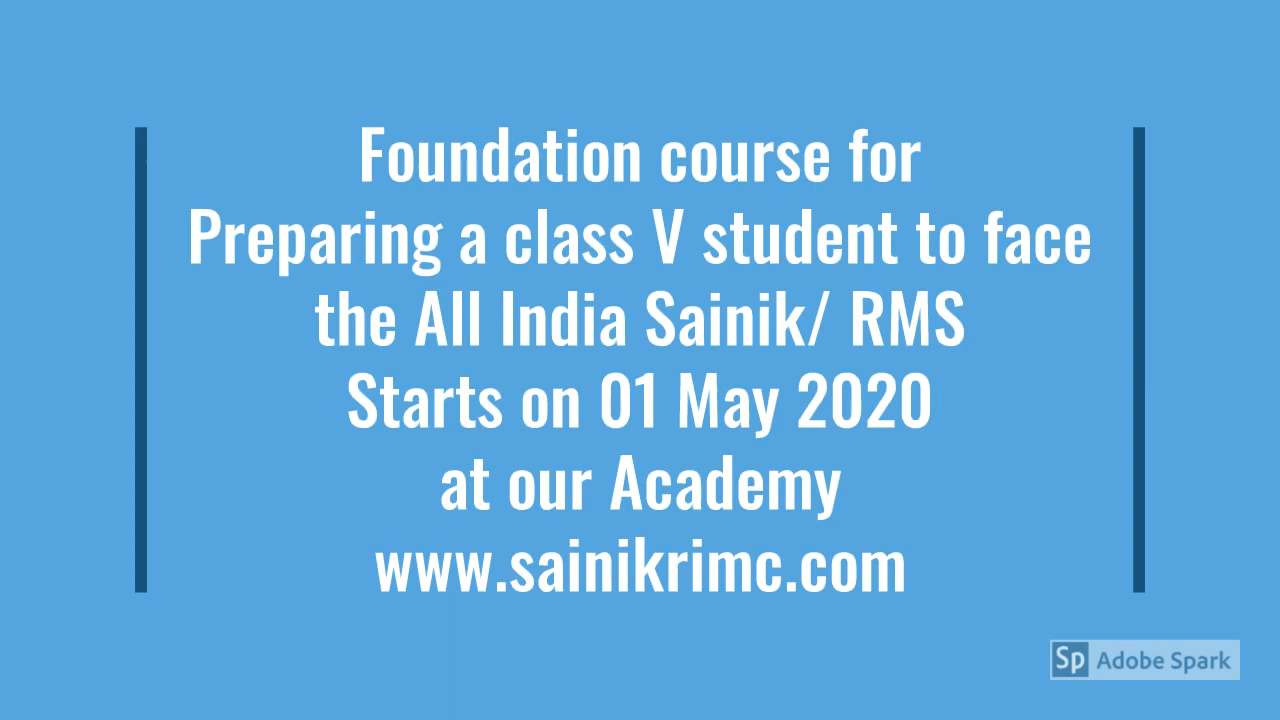 Foundation course for
Preparing a class V student to face
the All India Sainik/ RMS
Starts on 01 May 2020
at our Academy
www.sainikrimc.com
Sp Adobe Spark